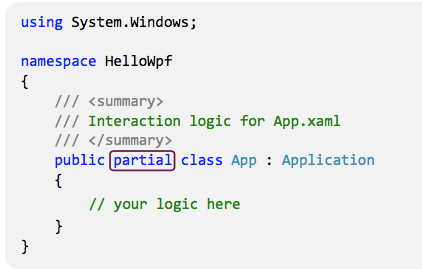 using System.Windows;
namespace HelloWpf
{
/// <summary>
/// Interaction logic for App.xaml
/// </summary>
public partial class App : Application
{
// your logic here
}
}